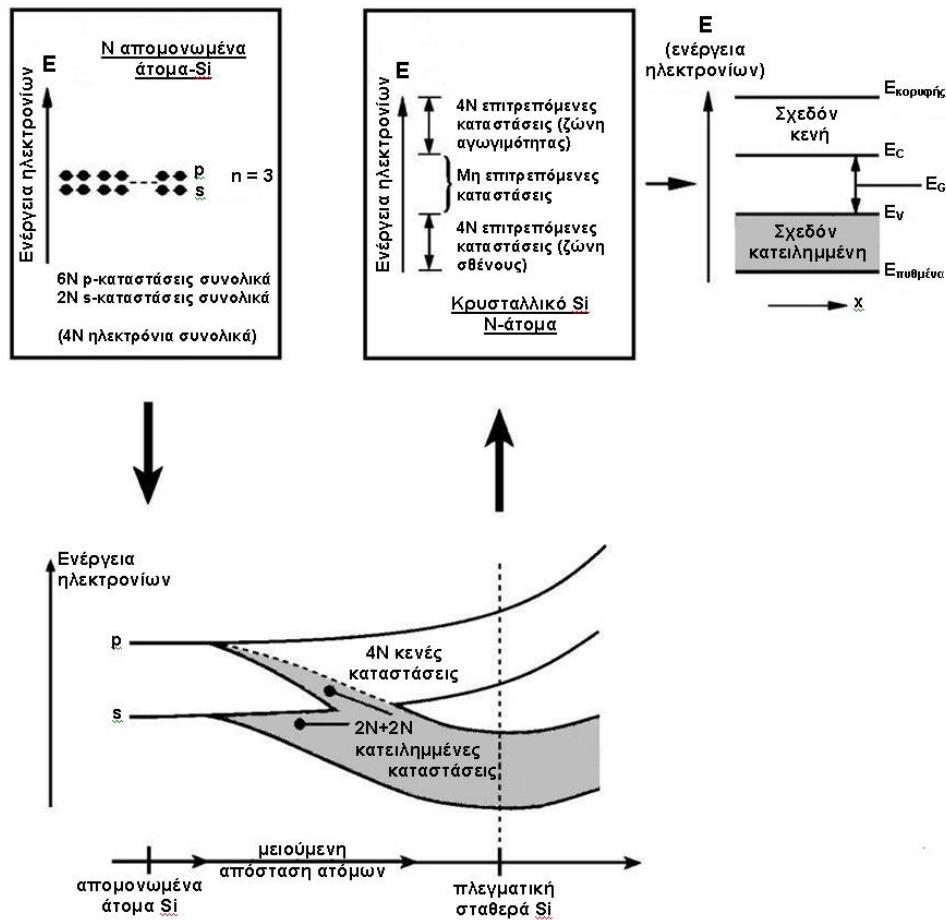 Ν απομονωμένα
άτομα-Si
E
Ενέργεια ηλεκτρονίων
p
s
n = 3
6N p-καταστάσεις συνολικά
2N s-καταστάσεις συνολικά
(4N ηλεκτρόνια συνολικά)
E
Ενέργεια ηλεκτρονίων
4N επιτρεπόμενες
καταστάσεις (ζώνη
αγωγιμότητας)
Μη επιτρεπόμενες
καταστάσεις
4N επιτρεπόμενες
καταστάσεις (ζώνη
σθένους)
Κρυσταλλικό Si
Ν-άτομα
E
(ενέργεια
ηλεκτρονίων)
Eκορυφής
Σχεδόν
κενή
EC
EG
EV
Σχεδόν
κατειλημμένη
Eπυθμένα
x
Ενέργεια
ηλεκτρονίων
p
4N κενές
καταστάσεις
s
2N+2N
κατειλημμένες
καταστάσεις
μειούμενη
απόσταση ατόμων
απομονωμένα
άτομα Si
πλεγματική
σταθερά Si